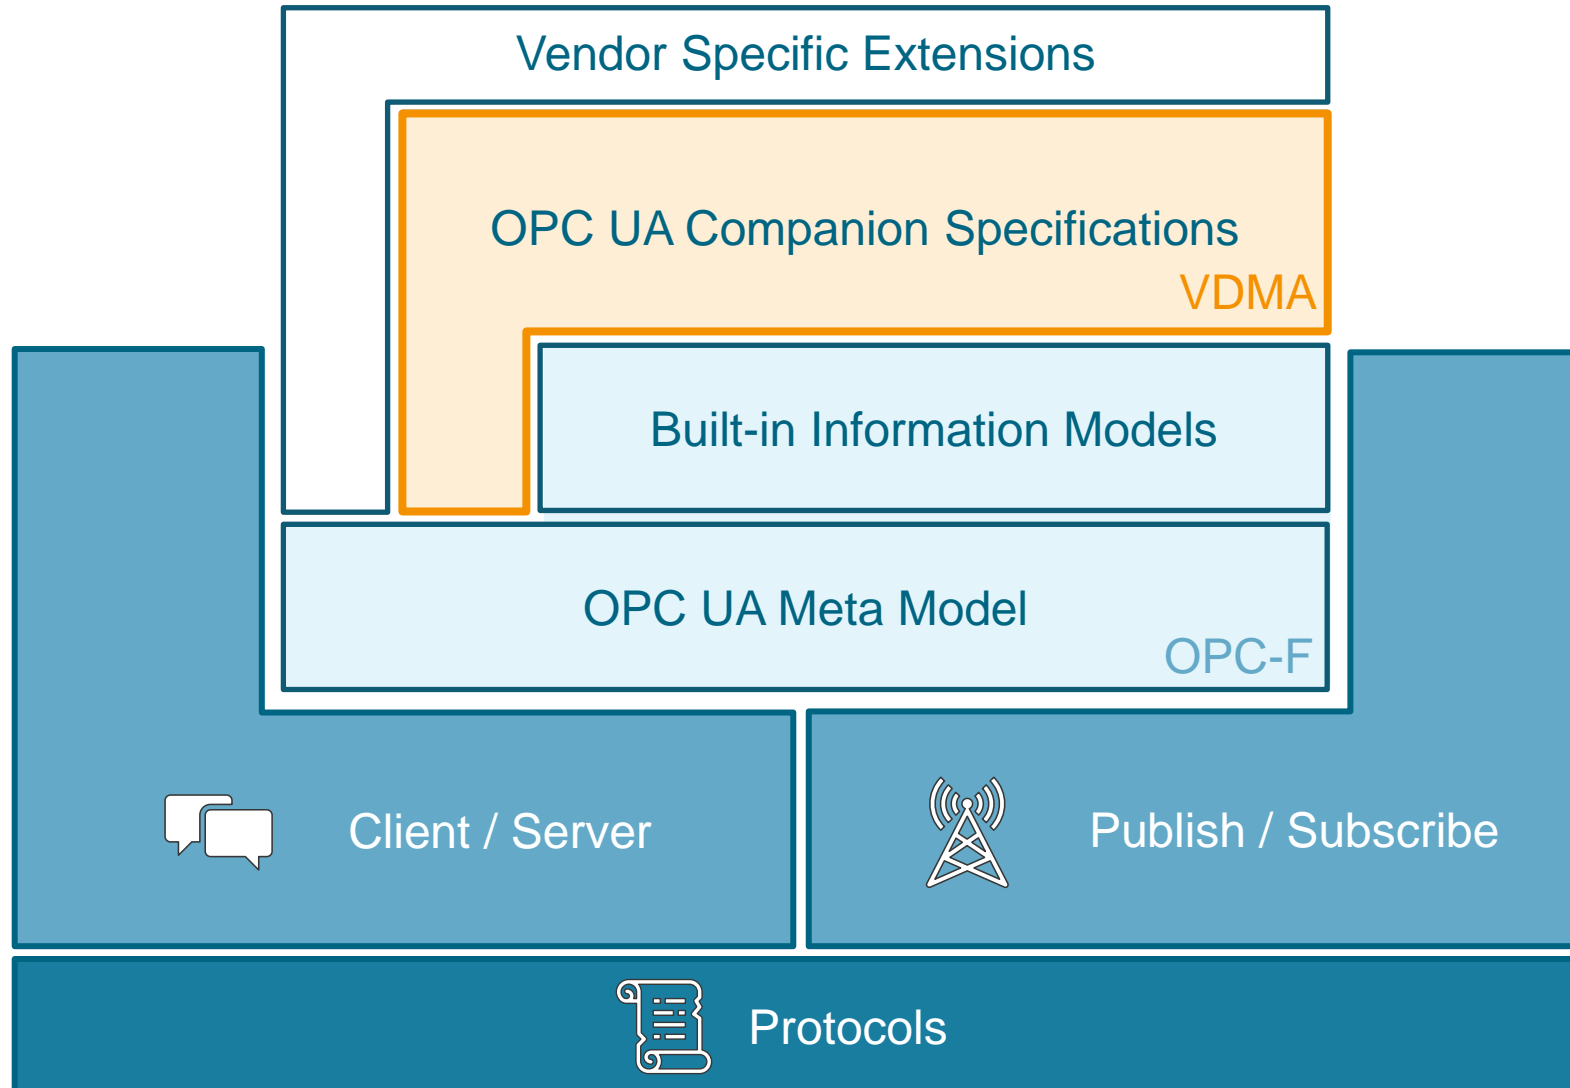 Vendor Specific Extensions
OPC UA Companion Specifications
VDMA
Built-in Information Models
OPC UA Meta Model
OPC-F
Client / Server
Publish / Subscribe
Protocols